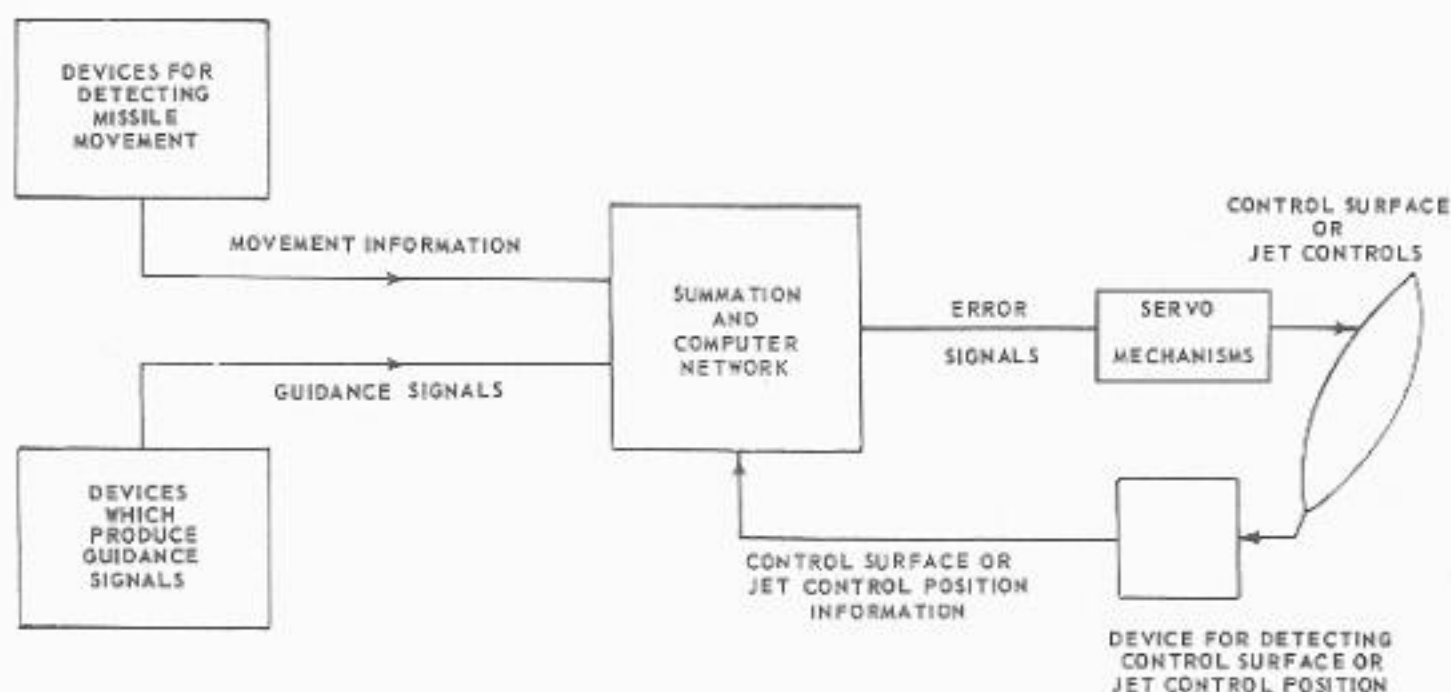 DEVICES FOR
DETECTING
MISSILE
MOVEMENT
MOVEMENT INFORMATION
GUIDANCE SIGNALS
DEVICES
WHICH
PRODUCE
GUIDANCE
SIGNALS
SUMMATION
AND
COMPUTER
NETWORK
ERROR
SIGNALS
SERVO
MECHANISMS
CONTROL SURFACE
OR
JET CONTROLS
CONTROL SURFACE OR
JET CONTROL POSITION
INFORMATION
DEVICE FOR DETECTING
CONTROL SURFACE OR
JET CONTROL POSITION